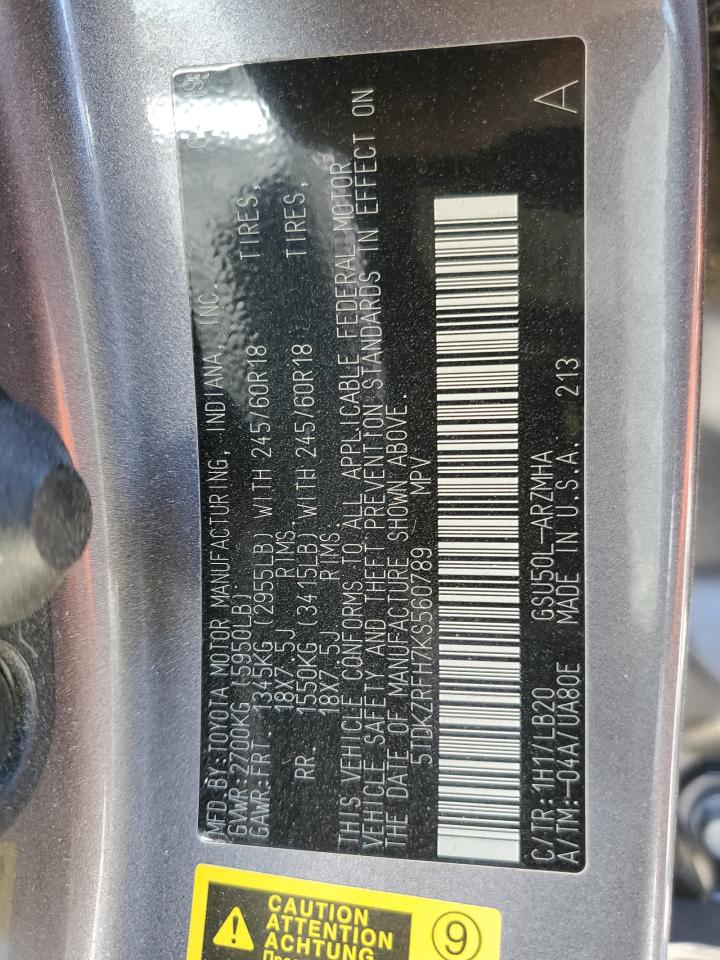 MFD BY:TOYOTA MOTOR MANUFACTURING, INDIANA, INC.
GVWR:2700KG (5950LB)
GAWR:FRT. 1345KG (2955LB) WITH 245/60R18 TIRES,
18X7.5J RIMS,
RR. 1550KG (3415LB) WITH 245/60R18 TIRES,
18X7.5J RIMS.
THIS VEHICLE CONFORMS TO ALL APPLICABLE FEDERAL MOTOR
VEHICLE SAFETY AND THEFT PREVENTION STANDARDS IN EFFECT ON
THE DATE OF MANUFACTURE SHOWN ABOVE.
5TDKZRFH7KS560789 MPV
C/TR:1H17LB20 GSU50L-ARZMHA
A/TM:-04A/UA80E MADE IN U.S.A. 213
A
CAUTION
ATTENTION
ACHTUNG
9